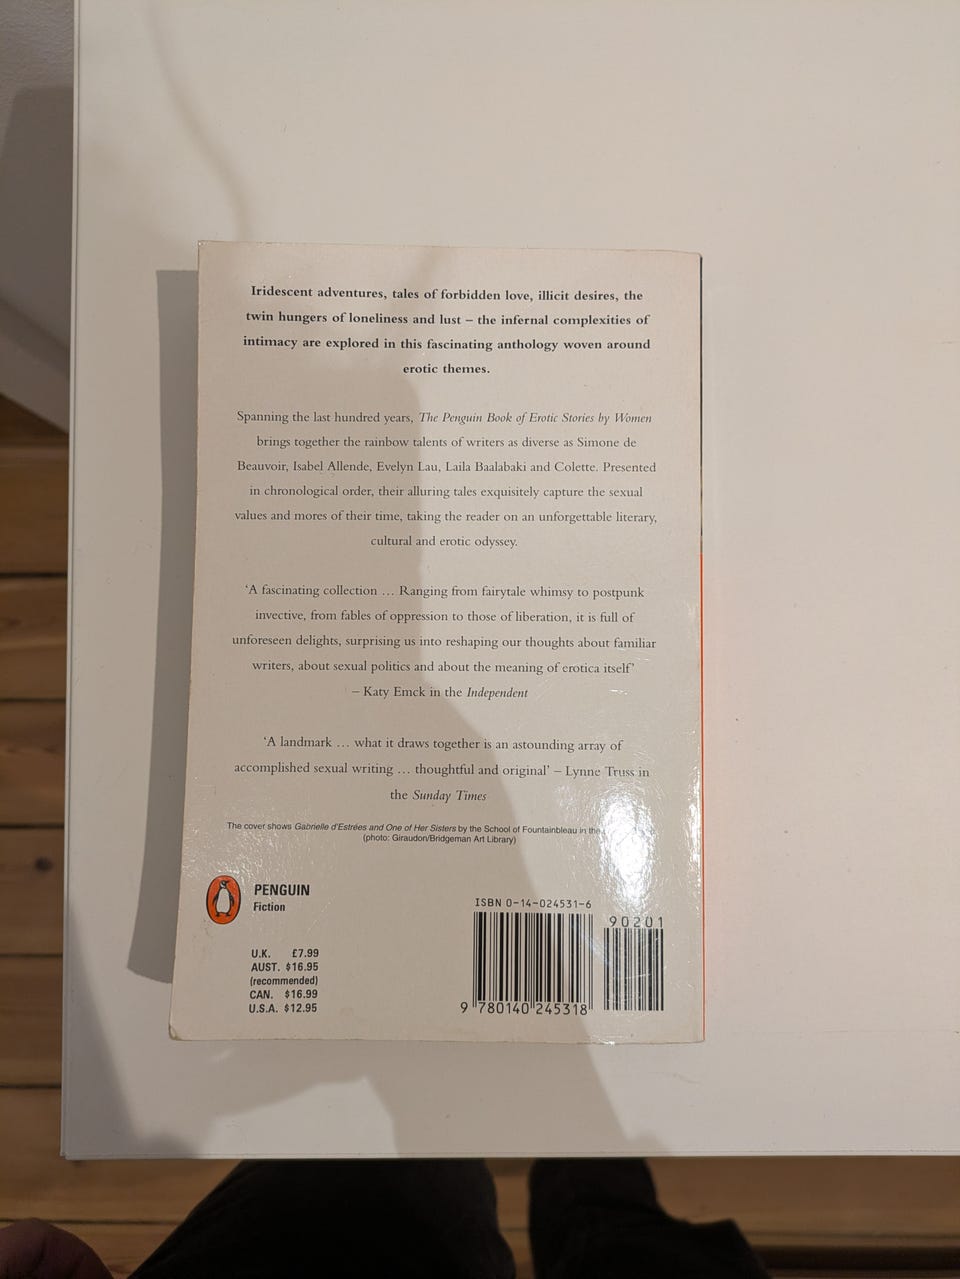 Iridescent adventures, tales of forbidden love, illicit desires, the
twin hungers of loneliness and lust – the infernal complexities of
intimacy are explored in this fascinating anthology woven around
erotic themes.
Spanning the last hundred years, The Penguin Book of Erotic Stories by Women
brings together the rainbow talents of writers as diverse as Simone de
Beauvoir, Isabel Allende, Evelyn Lau, Laila Baalabaki and Colette. Presented
in chronological order, their alluring tales exquisitely capture the sexual
values and mores of their time, taking the reader on an unforgettable literary,
cultural and erotic odyssey.
‘A fascinating collection … Ranging from fairytale whimsy to postpunk
invective, from fables of oppression to those of liberation, it is full of
unforeseen delights, surprising us into reshaping our thoughts about familiar
writers, about sexual politics and about the meaning of erotica itself’
– Katy Emck in the Independent
‘A landmark … what it draws together is an astounding array of
accomplished sexual writing … thoughtful and original’ – Lynne Truss in
the Sunday Times
The cover shows Gabrielle d'Estrées and One of Her Sisters by the School of Fountainbleau in the
(photo: Giraudon/Bridgeman Art Library)
PENGUIN
Fiction
U.K. £7.99
AUST. $16.95
(recommended)
CAN. $16.99
U.S.A. $12.95
ISBN 0-14-024531-6
90201
9 780140 245318